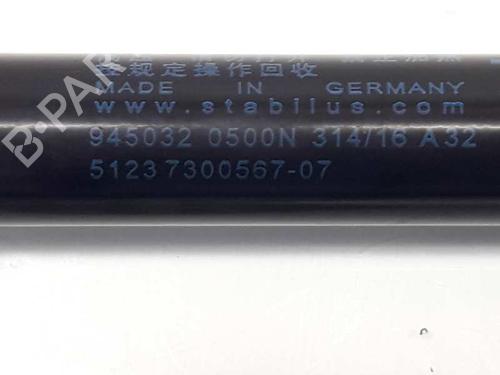 按规定操作回收
MADE IN GERMANY
www.stabilus.com
945032 0500N 314/16 A32
5123 7300567-07
B-PARTS